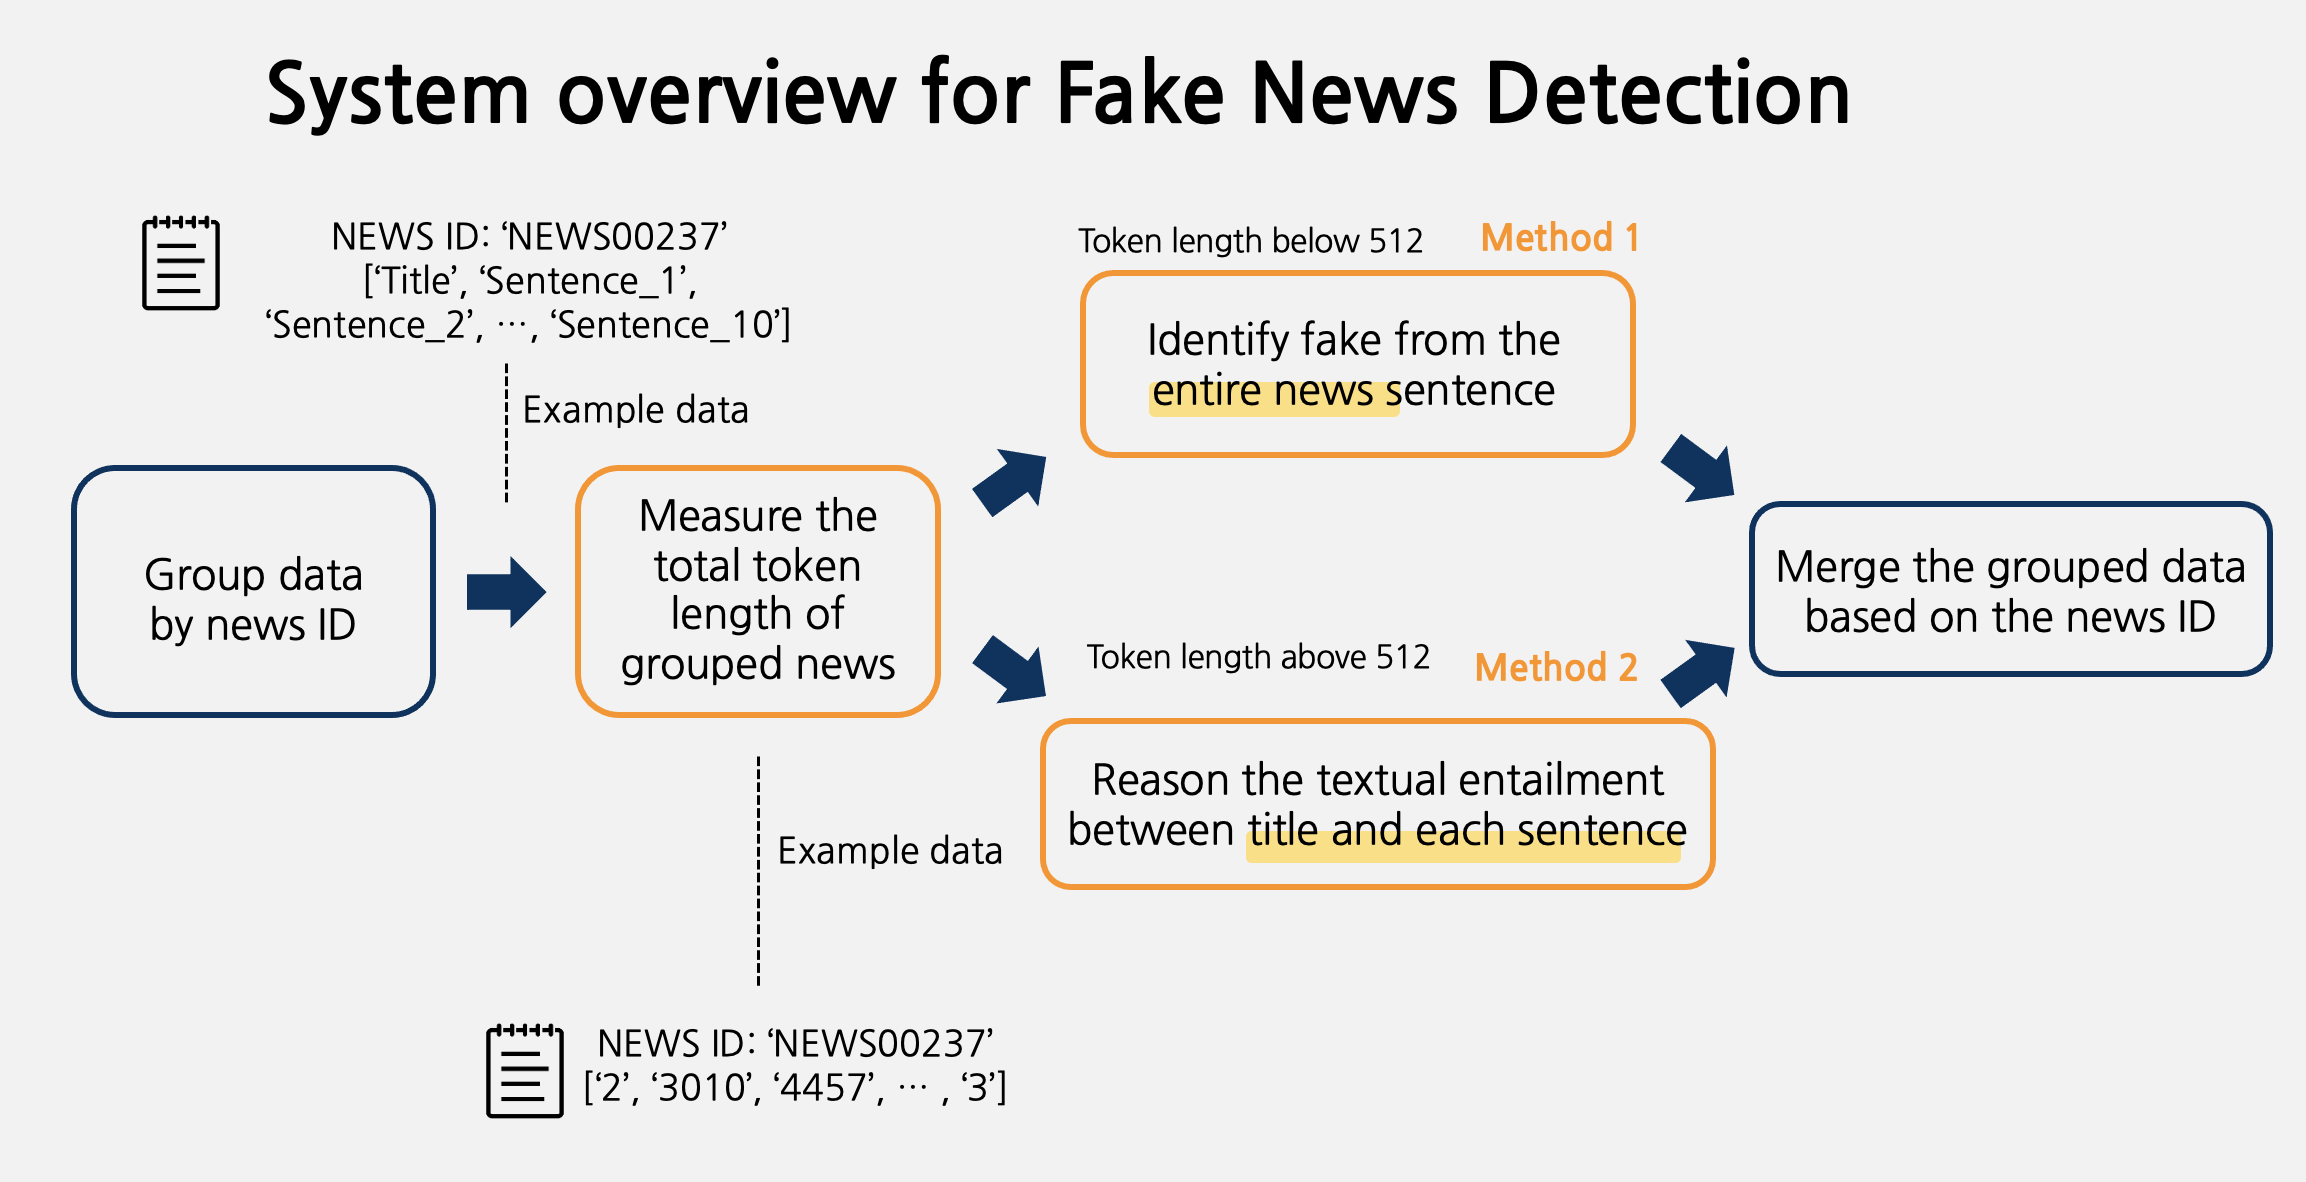 System overview for Fake News Detection
NEWS ID: ‘NEWS00237’
[‘Title’, ‘Sentence_1’,
‘Sentence_2’, …, ‘Sentence_10’]
Example data
Group data
by news ID
Measure the
total token
length of
grouped news
Token length below 512
Method 1
Identify fake from the
entire news sentence
Token length above 512
Method 2
Reason the textual entailment
between title and each sentence
Merge the grouped data
based on the news ID
Example data
NEWS ID: ‘NEWS00237’
[‘2’, ‘3010’, ‘4457’, … , ‘3’]